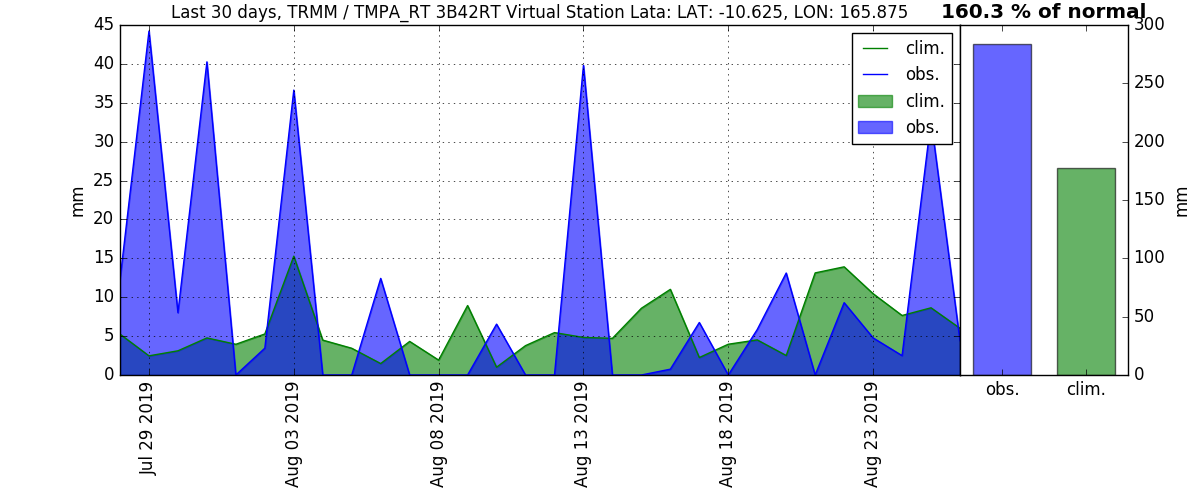 Last 30 days, TRMM / TMPA_RT 3B42RT Virtual Station Lata: LAT: -10.625, LON: 165.875
160.3 % of normal
45
40
35
30
25
20
15
10
5
0
mm
clim.
obs.
clim.
obs.
300
250
200
150
100
50
0
mm
Jul 29 2019
Aug 03 2019
Aug 08 2019
Aug 13 2019
Aug 18 2019
Aug 23 2019
obs.
clim.